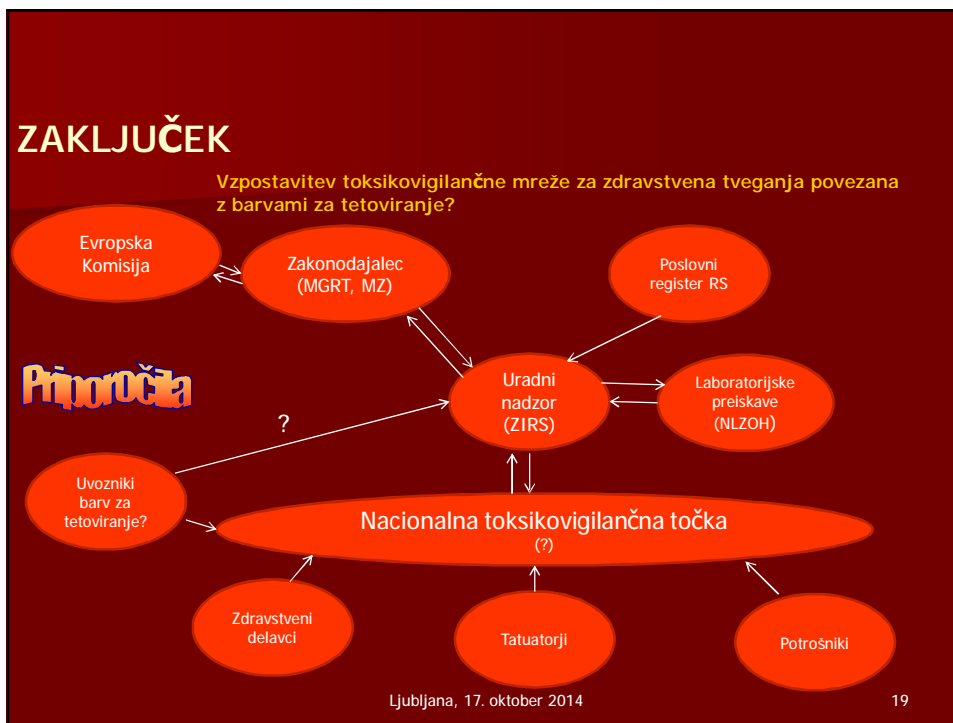 ZAKLJUČEK
Vzpostavitev toksikovigilančne mreže za zdravstvena tveganja povezana
z barvami za tetoviranje?
Evropska
Komisija
Zakonodajalec
(MGRT, MZ)
Poslovni
register RS
Priporočila
Uradni
nadzor
(ZIRS)
Laboratorijske
preiskave
(NLZOH)
?
Uvozniki
barv za
tetoviranje?
Nacionalna toksikovigilančna točka
(?)
Zdravstveni
delavci
Tatuatorji
Potrošniki
Ljubljana, 17. oktober 2014
19